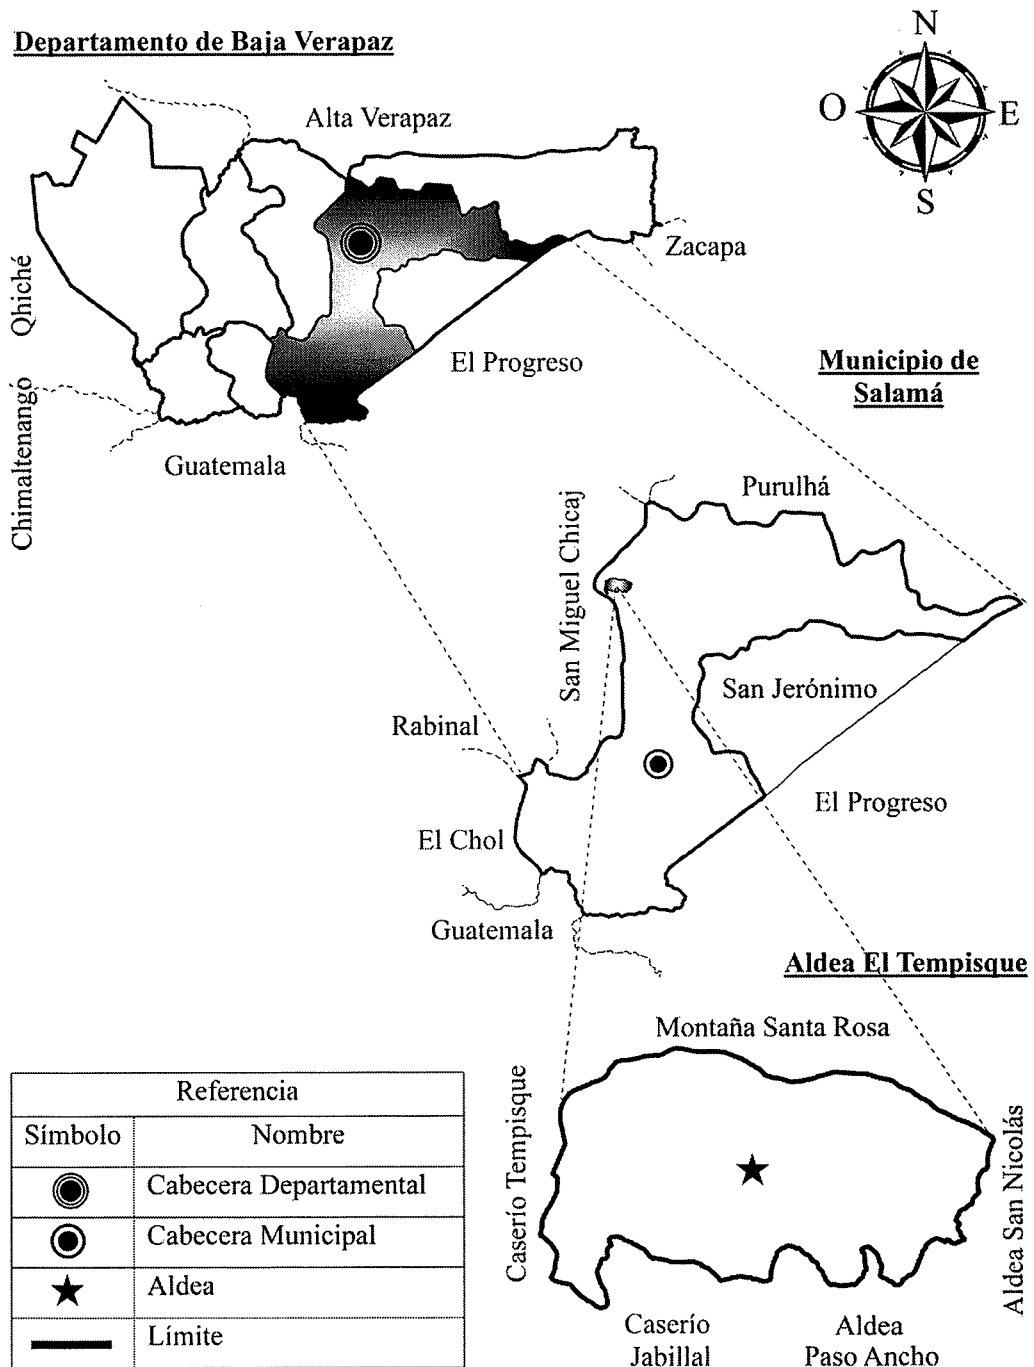 Departamento de Baja Verapaz
N
O
E
S
Alta Verapaz
Zacapa
Qhiché
El Progreso
Chimaltenango
Guatemala
Municipio de
Salamá
Purulhá
San Miguel Chicaj
San Jerónimo
Rabinal
El Progreso
El Chol
Guatemala
Aldea El Tempisque
Montaña Santa Rosa
Caserío Tempisque
Aldea San Nicolás
Caserío
Jabillal
Aldea
Paso Ancho
Referencia
Símbolo Nombre
Cabecera Departamental
Cabecera Municipal
Aldea
Límite